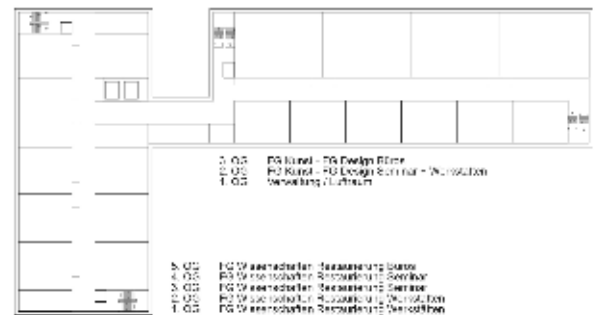 3. OG FG Kunst - FG Design Büros
2. OG FG Kunst - FG Design Seminar - Werkstätten
1. OG Verwaltung / Luftraum
5. OG FG Wissenschaften Restaurierung Büros
4. OG FG Wissenschaften Restaurierung Seminar
3. OG FG Wissenschaften Restaurierung Seminar
2. OG FG Wissenschaften Restaurierung Werkstätten
1. OG FG Wissenschaften Restaurierung Werkstätten